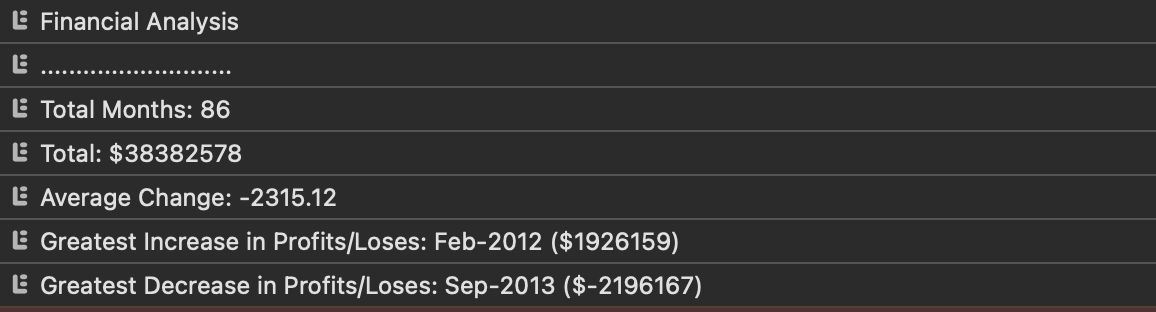 Financial Analysis
...........................
Total Months: 86
Total: $38382578
Average Change: -2315.12
Greatest Increase in Profits/Loses: Feb-2012 ($1926159)
Greatest Decrease in Profits/Loses: Sep-2013 ($-2196167)